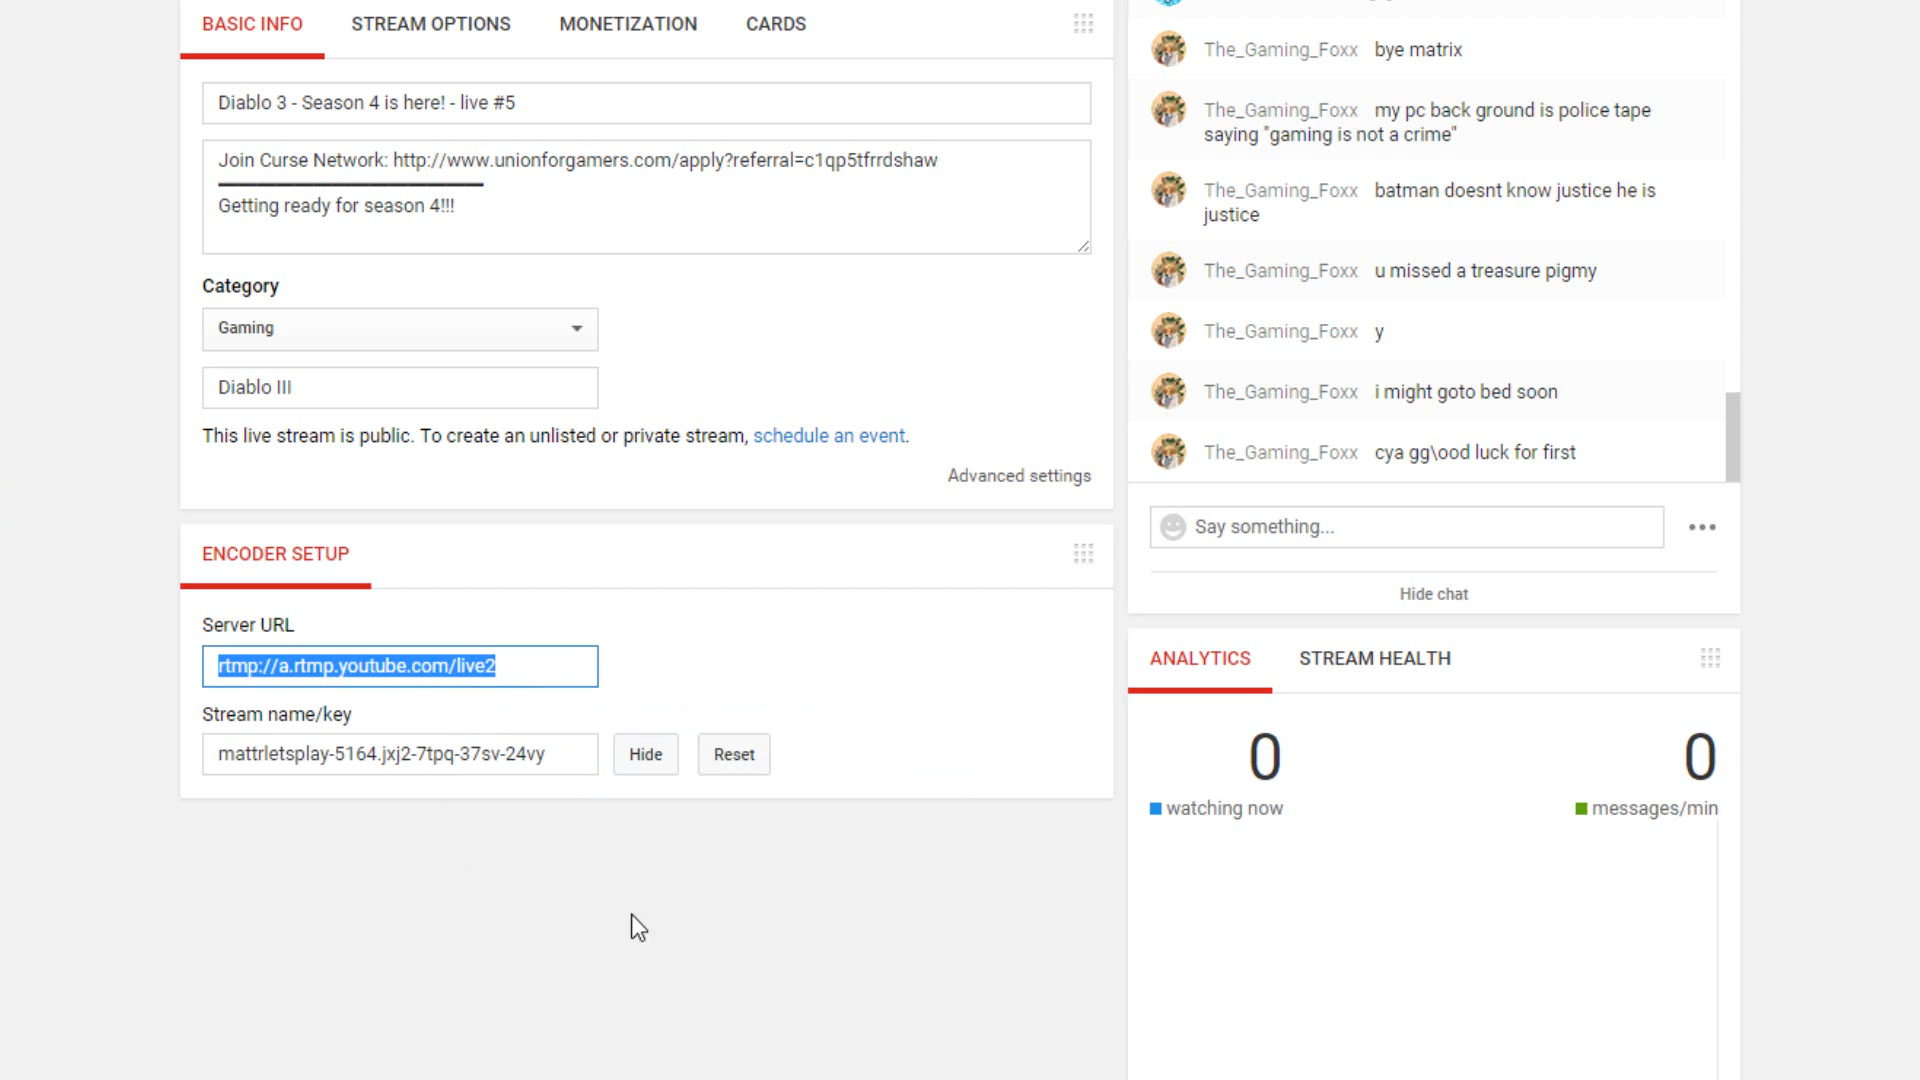 BASIC INFO STREAM OPTIONS MONETIZATION CARDS
Diablo 3 - Season 4 is here! - live #5
Join Curse Network: http://www.unionforgamers.com/apply?referral=c1qp5tfrrdshaw
Getting ready for season 4!!!
Category
Gaming
Diablo III
This live stream is public. To create an unlisted or private stream, schedule an event.
Advanced settings
ENCODER SETUP
Server URL
rtmp://a.rtmp.youtube.com/live2
Stream name/key
mattrletsplay-5164.jxj2-7tpq-37sv-24vy Hide Reset
The_Gaming_Foxx bye matrix
The_Gaming_Foxx my pc back ground is police tape
saying "gaming is not a crime"
The_Gaming_Foxx batman doesnt know justice he is
justice
The_Gaming_Foxx u missed a treasure pigmy
The_Gaming_Foxx y
The_Gaming_Foxx i might goto bed soon
The_Gaming_Foxx cya gg\ood luck for first
Say something...
Hide chat
ANALYTICS STREAM HEALTH
0 0
watching now messages/min